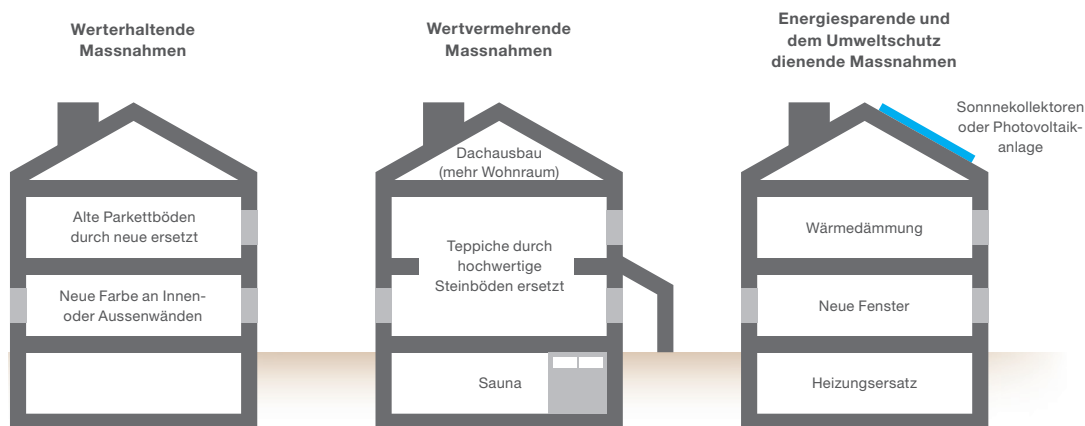 Werterhaltende
Massnahmen
Alte Parkettböden
durch neue ersetzt
Neue Farbe an Innen-
oder Aussenwänden
Wertvermehrende
Massnahmen
Dachausbau
(mehr Wohnraum)
Teppiche durch
hochwertige
Steinböden ersetzt
Sauna
Energiesparende und
dem Umweltschutz
dienende Massnahmen
Sonnnekollektoren
oder Photovoltaik-
anlage
Wärmedämmung
Neue Fenster
Heizungsersatz